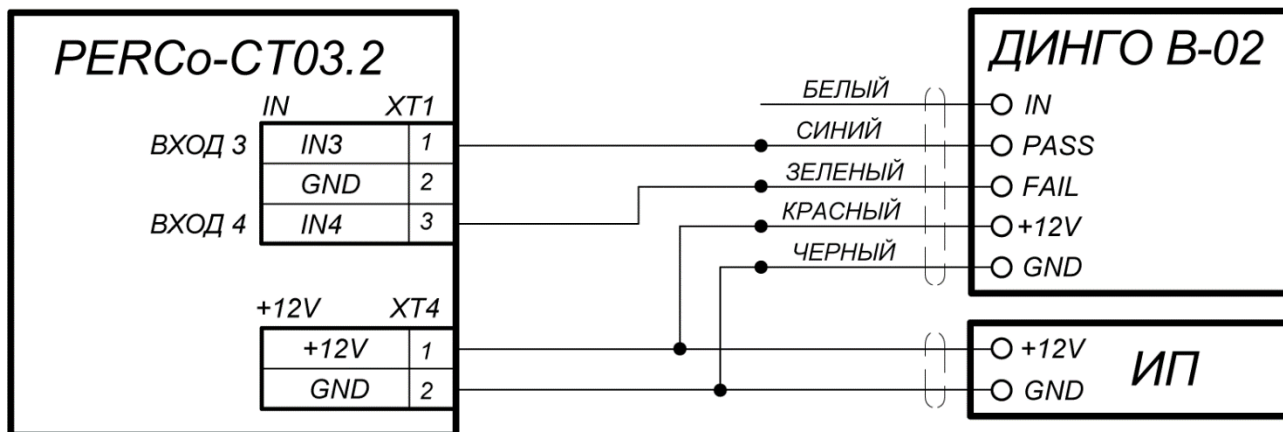 PERCo-CT03.2
IN XT1
ВХОД 3 IN3 1
GND 2
ВХОД 4 IN4 3
+12V XT4
+12V 1
GND 2
БЕЛЫЙ
СИНИЙ
ЗЕЛЕНЫЙ
КРАСНЫЙ
ЧЕРНЫЙ
ДИНГО В-02
IN
PASS
FAIL
+12V
GND
+12V
GND
ИП